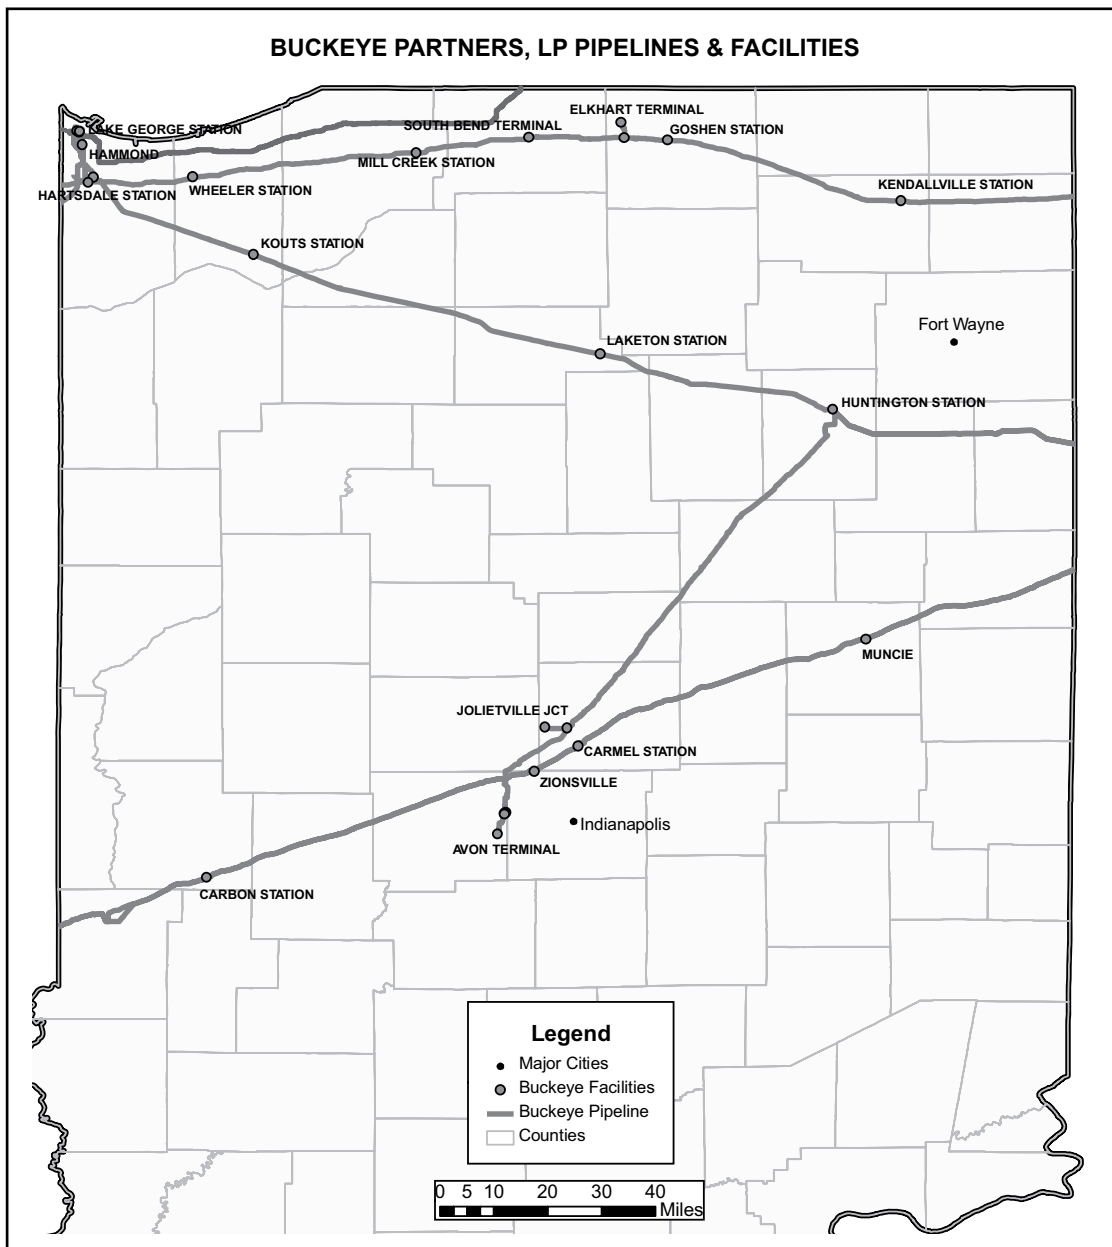 BUCKEYE PARTNERS, LP PIPELINES & FACILITIES
ELKHART TERMINAL
LAKE GEORGE STATION
SOUTH BEND TERMINAL
GOSHEN STATION
HAMMOND
MILL CREEK STATION
KENDALLVILLE STATION
HARTSDALE STATION
WHEELER STATION
KOUTS STATION
Fort Wayne
LAKETON STATION
HUNTINGTON STATION
MUNCIE
JOLIETVILLE JCT
CARMEL STATION
ZIONSVILLE
Indianapolis
AVON TERMINAL
CARBON STATION
Legend
Major Cities
Buckeye Facilities
Buckeye Pipeline
Counties
0 5 10 20 30 40
Miles